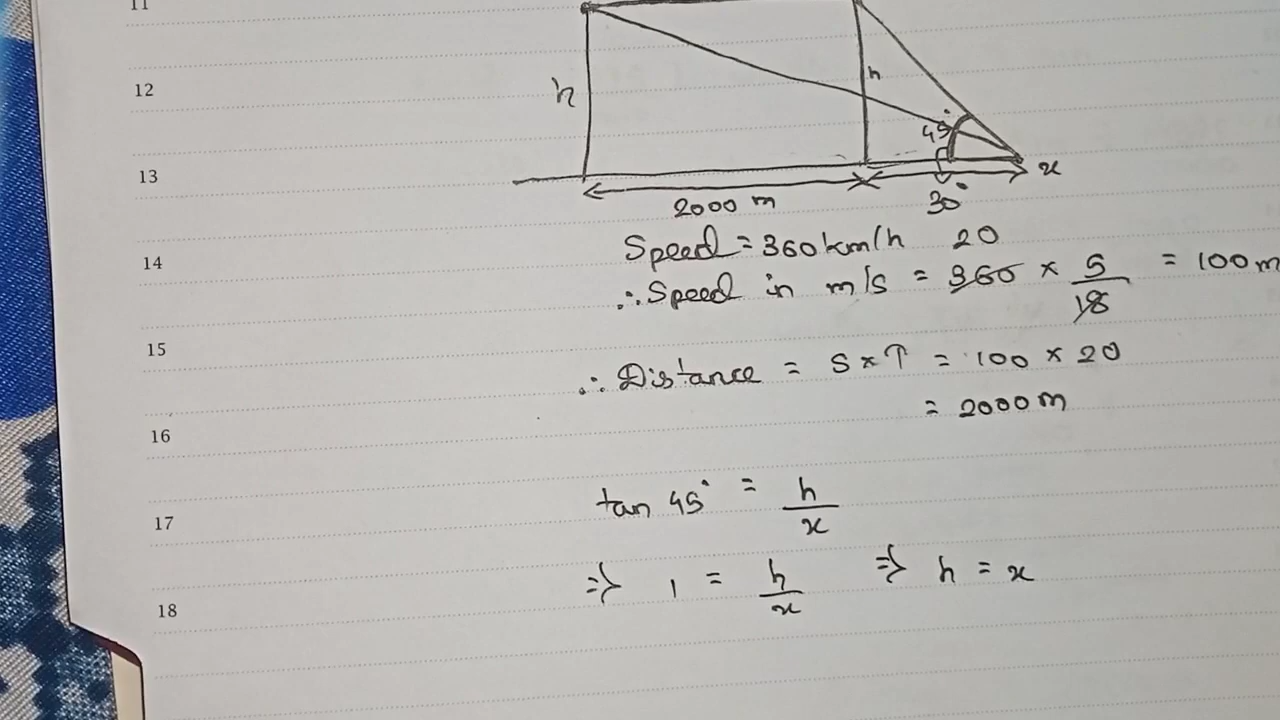 11
h
h
12
45°
13
x
2000 m
30°
Speed = 360 km/h 20
14
∴ Speed in m/s = 360 × 5/18 = 100 m
15
∴ Distance = S × T = 100 × 20
= 2000 m
16
tan 45° = h/x
17
⇒ 1 = h/x ⇒ h = x
18